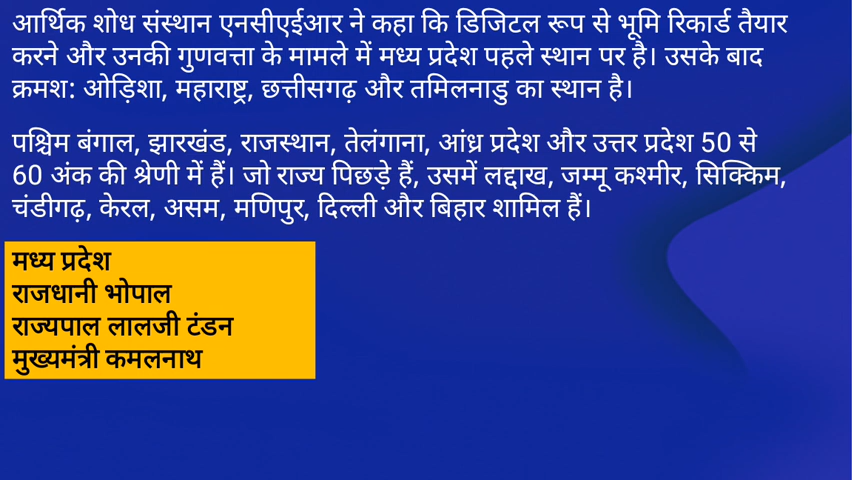 आर्थिक शोध संस्थान एनसीएईआर ने कहा कि डिजिटल रूप से भूमि रिकार्ड तैयार
करने और उनकी गुणवत्ता के मामले में मध्य प्रदेश पहले स्थान पर है। उसके बाद
क्रमश: ओड़िशा, महाराष्ट्र, छत्तीसगढ़ और तमिलनाडु का स्थान है।
पश्चिम बंगाल, झारखंड, राजस्थान, तेलंगाना, आंध्र प्रदेश और उत्तर प्रदेश 50 से
60 अंक की श्रेणी में हैं। जो राज्य पिछड़े हैं, उसमें लद्दाख, जम्मू कश्मीर, सिक्किम,
चंडीगढ़, केरल, असम, मणिपुर, दिल्ली और बिहार शामिल हैं।
मध्य प्रदेश
राजधानी भोपाल
राज्यपाल लालजी टंडन
मुख्यमंत्री कमलनाथ